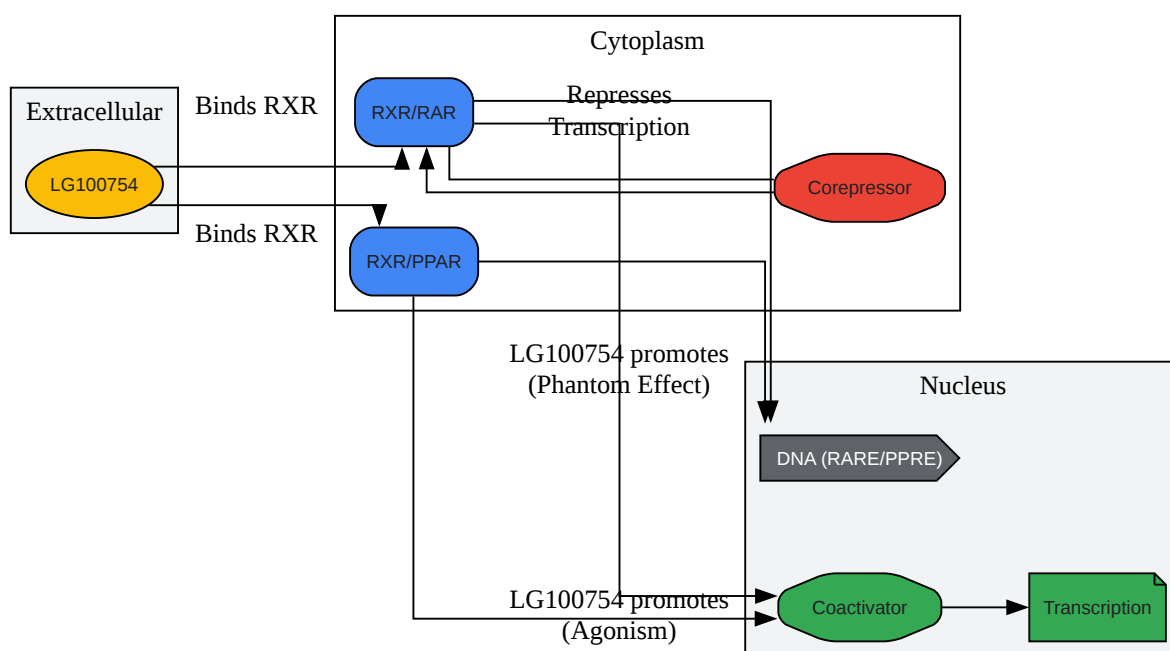 Cytoplasm
Extracellular
Binds RXR
RXR/RAR
Represses
Transcription
LG100754
Corepressor
Binds RXR
RXR/PPAR
LG100754 promotes
(Phantom Effect)
Nucleus
DNA (RARE/PPRE)
LG100754 promotes
(Agonism)
Coactivator
Transcription